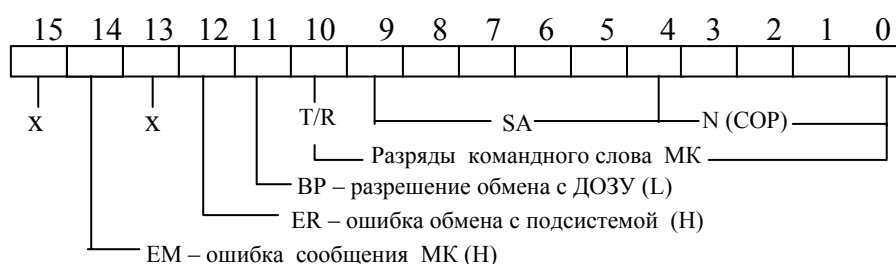 15 14 13 12 11 10 9 8 7 6 5 4 3 2 1 0
x x T/R SA N (COP)
Разряды командного слова МК
BP – разрешение обмена с ДОЗУ (L)
ER – ошибка обмена с подсистемой (H)
EM – ошибка сообщения МК (H)